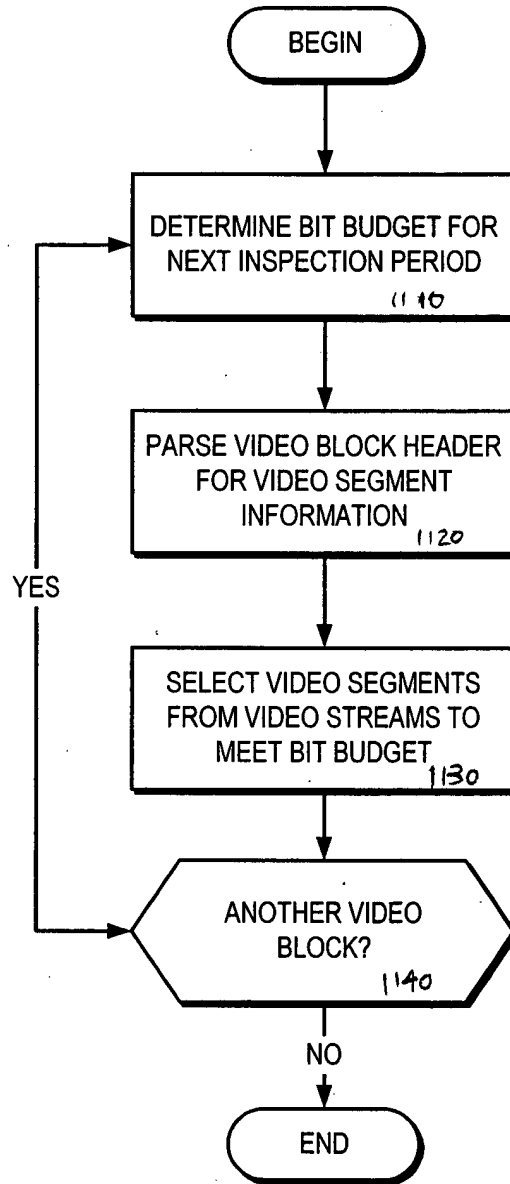 BEGIN
DETERMINE BIT BUDGET FOR
NEXT INSPECTION PERIOD
1110
PARSE VIDEO BLOCK HEADER
FOR VIDEO SEGMENT
INFORMATION
1120
YES
SELECT VIDEO SEGMENTS
FROM VIDEO STREAMS TO
MEET BIT BUDGET
1130
ANOTHER VIDEO
BLOCK?
1140
NO
END